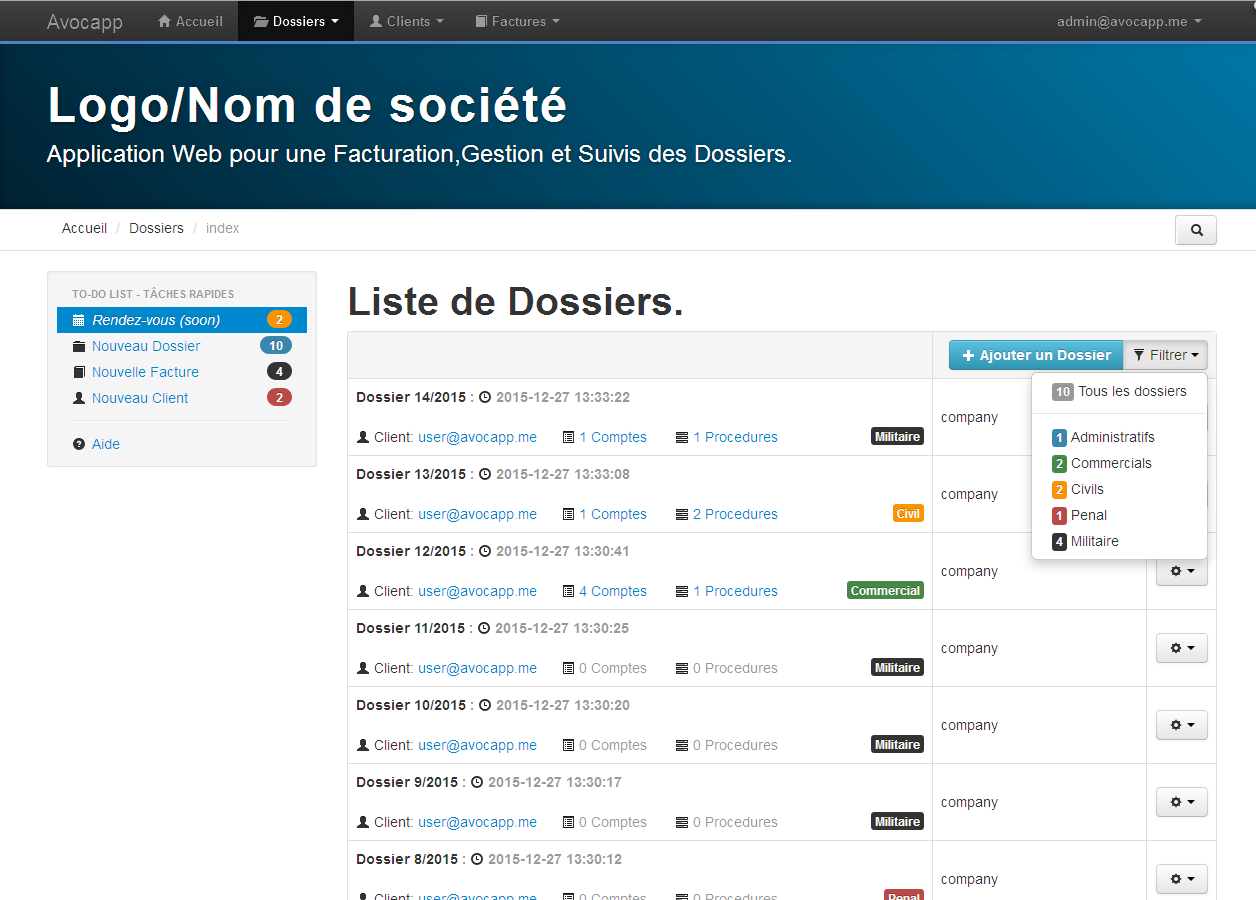 Avocapp Accueil Dossiers Clients Factures admin@avocapp.me
Logo/Nom de société
Application Web pour une Facturation,Gestion et Suivis des Dossiers.
Accueil / Dossiers / index
TO-DO LIST - TÂCHES RAPIDES
Rendez-vous (soon) 2
Nouveau Dossier 10
Nouvelle Facture 4
Nouveau Client 2
Aide
Liste de Dossiers.
+ Ajouter un Dossier Filtrer
10 Tous les dossiers
1 Administratifs
2 Commercials
2 Civils
1 Penal
4 Militaire
Dossier 14/2015 : 2015-12-27 13:33:22
Client: user@avocapp.me 1 Comptes 1 Procedures Militaire
company
Dossier 13/2015 : 2015-12-27 13:33:08
Client: user@avocapp.me 1 Comptes 2 Procedures Civil
company
Dossier 12/2015 : 2015-12-27 13:30:41
Client: user@avocapp.me 4 Comptes 1 Procedures Commercial
company
Dossier 11/2015 : 2015-12-27 13:30:25
Client: user@avocapp.me 0 Comptes 0 Procedures Militaire
company
Dossier 10/2015 : 2015-12-27 13:30:20
Client: user@avocapp.me 0 Comptes 0 Procedures Militaire
company
Dossier 9/2015 : 2015-12-27 13:30:17
Client: user@avocapp.me 0 Comptes 0 Procedures Militaire
company
Dossier 8/2015 : 2015-12-27 13:30:12
Client: user@avocapp.me 0 Comptes 0 Procedures Penal
company